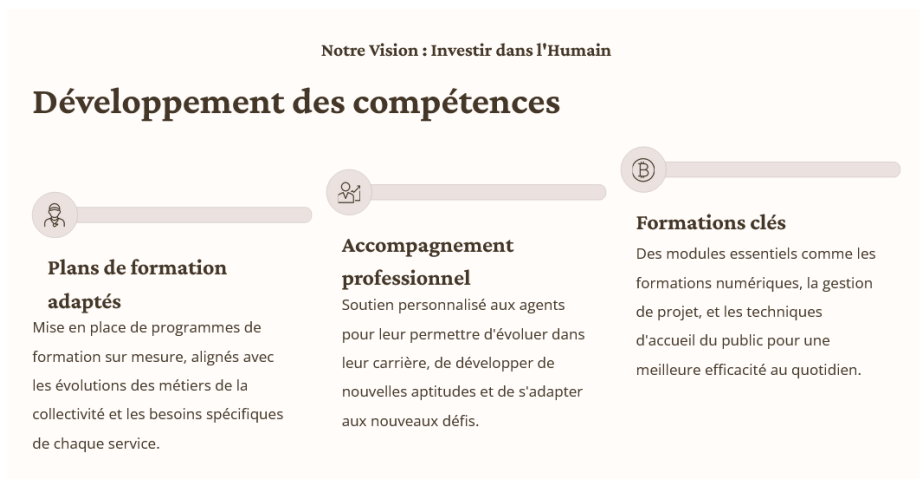 Notre Vision : Investir dans l'Humain
Développement des compétences
Plans de formation
adaptés
Mise en place de programmes de
formation sur mesure, alignés avec
les évolutions des métiers de la
collectivité et les besoins spécifiques
de chaque service.
Accompagnement
professionnel
Soutien personnalisé aux agents
pour leur permettre d'évoluer dans
leur carrière, de développer de
nouvelles aptitudes et de s'adapter
aux nouveaux défis.
Formations clés
Des modules essentiels comme les
formations numériques, la gestion
de projet, et les techniques
d'accueil du public pour une
meilleure efficacité au quotidien.